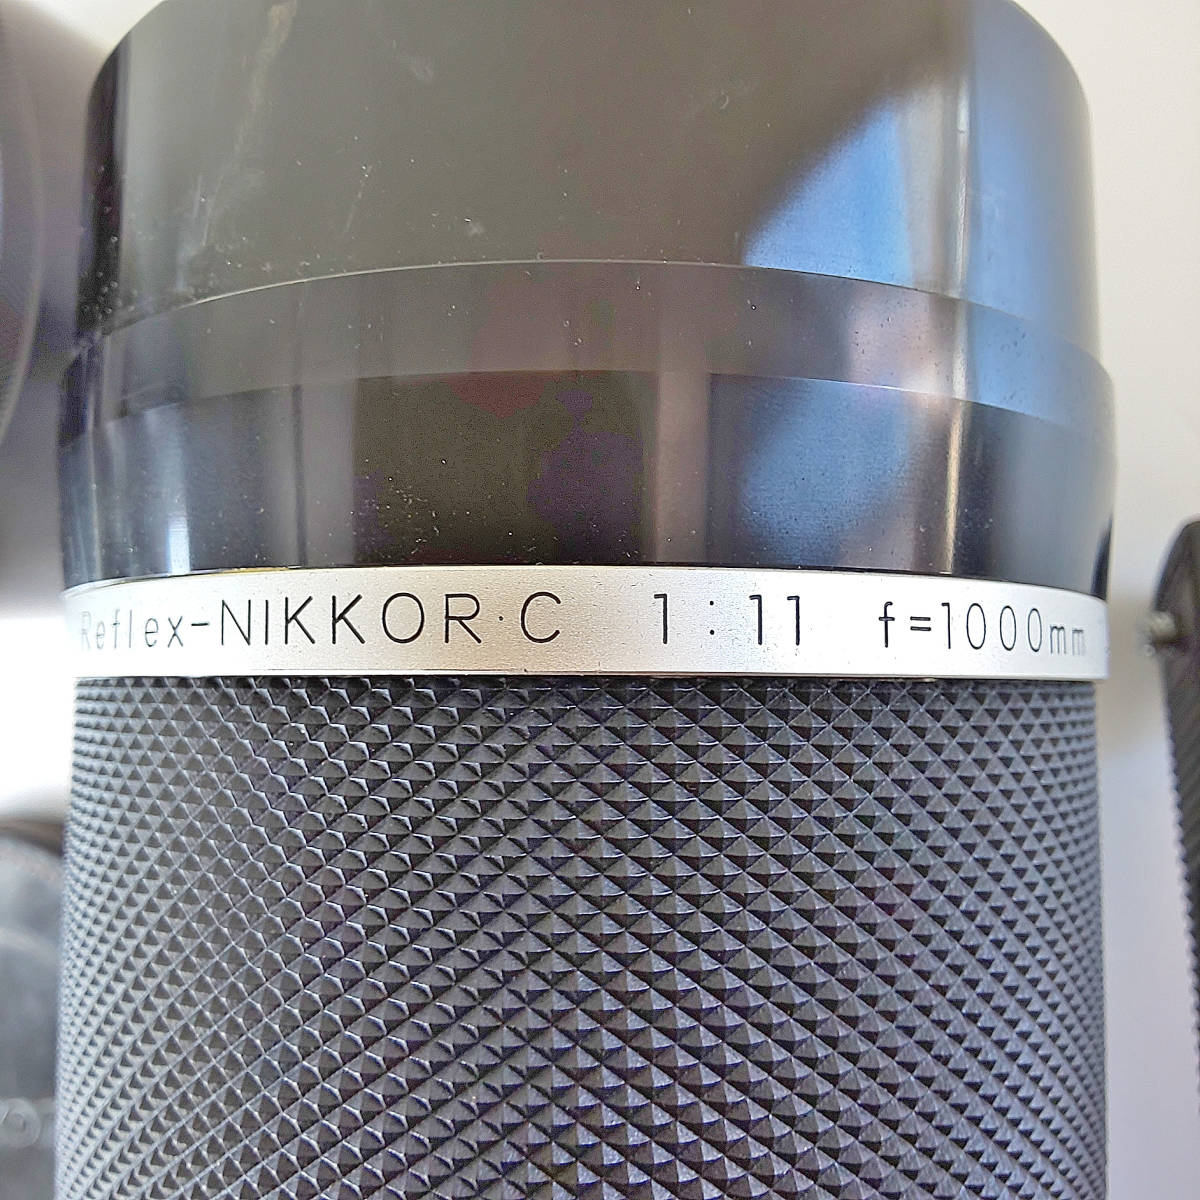 Reflex-NIKKOR·C 1:11 f=1000mm